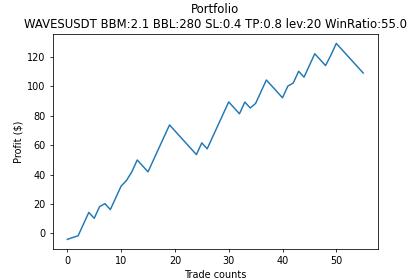 Portfolio
WAVESUSDT BBM:2.1 BBL:280 SL:0.4 TP:0.8 lev:20 WinRatio:55.0
120
100
80
60
40
20
0
Profit ($)
0 10 20 30 40 50
Trade counts